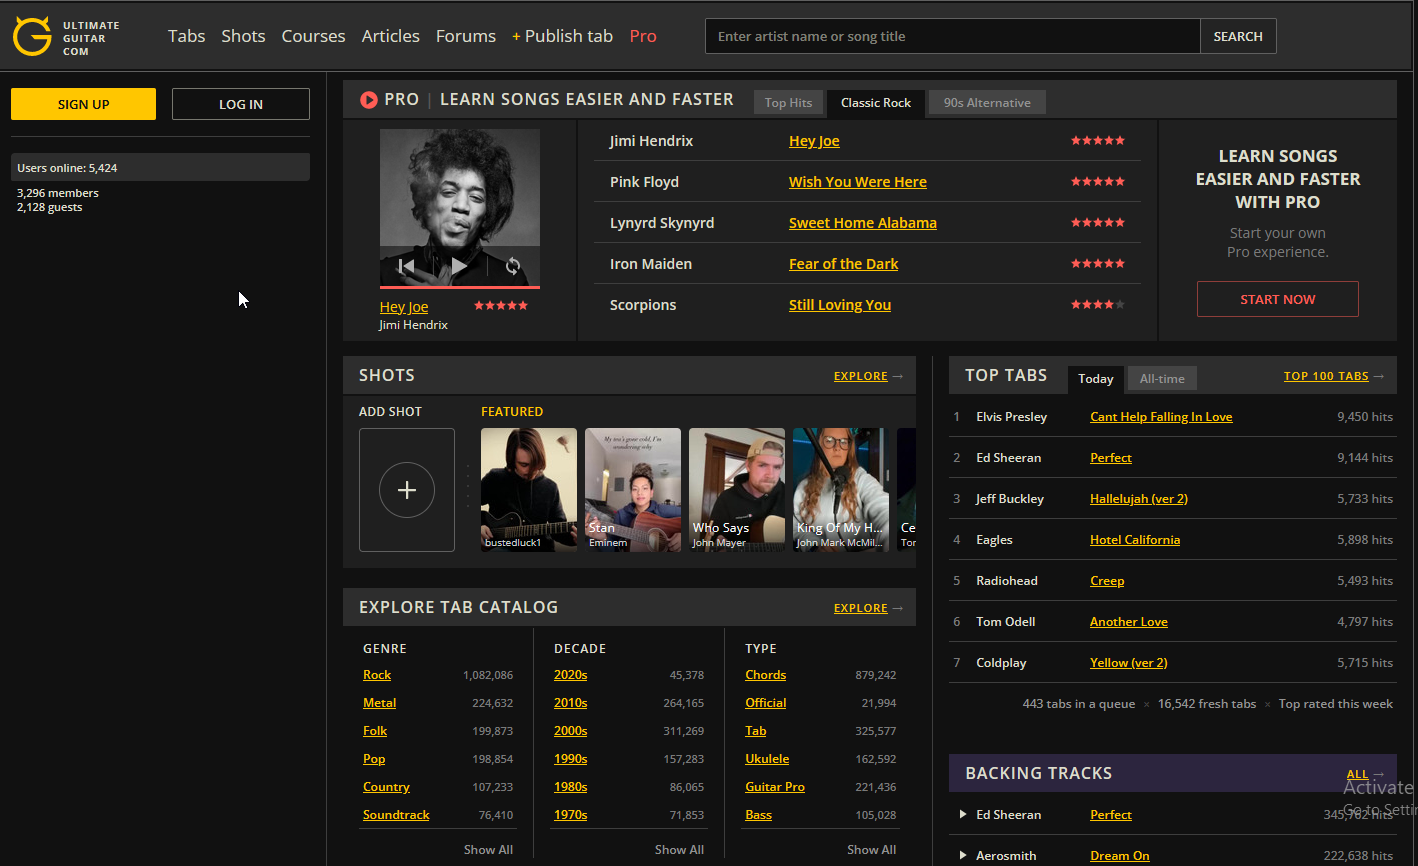 ULTIMATE
GUITAR
COM
Tabs Shots Courses Articles Forums + Publish tab Pro
Enter artist name or song title
SEARCH
SIGN UP
LOG IN
Users online: 5,424
3,296 members
2,128 guests
PRO | LEARN SONGS EASIER AND FASTER
Top Hits Classic Rock 90s Alternative
Hey Joe
Jimi Hendrix
Jimi Hendrix Hey Joe
Pink Floyd Wish You Were Here
Lynyrd Skynyrd Sweet Home Alabama
Iron Maiden Fear of the Dark
Scorpions Still Loving You
LEARN SONGS
EASIER AND FASTER
WITH PRO
Start your own
Pro experience.
START NOW
SHOTS
EXPLORE →
ADD SHOT
FEATURED
bustedluck1
My tea's gone cold, I'm
wondering why
Stan
Eminem
Who Says
John Mayer
King Of My H...
John Mark McMil...
Ce
Tor
EXPLORE TAB CATALOG
EXPLORE →
GENRE
Rock 1,082,086
Metal 224,632
Folk 199,873
Pop 198,854
Country 107,233
Soundtrack 76,410
Show All
DECADE
2020s 45,378
2010s 264,165
2000s 311,269
1990s 157,283
1980s 86,065
1970s 71,853
Show All
TYPE
Chords 879,242
Official 21,994
Tab 325,577
Ukulele 162,592
Guitar Pro 221,436
Bass 105,028
Show All
TOP TABS
Today All-time
TOP 100 TABS →
1 Elvis Presley Cant Help Falling In Love 9,450 hits
2 Ed Sheeran Perfect 9,144 hits
3 Jeff Buckley Hallelujah (ver 2) 5,733 hits
4 Eagles Hotel California 5,898 hits
5 Radiohead Creep 5,493 hits
6 Tom Odell Another Love 4,797 hits
7 Coldplay Yellow (ver 2) 5,715 hits
443 tabs in a queue × 16,542 fresh tabs × Top rated this week
BACKING TRACKS
ALL →
Activate
Go to Setti
Ed Sheeran Perfect 345,762 hits
Aerosmith Dream On 222,638 hits